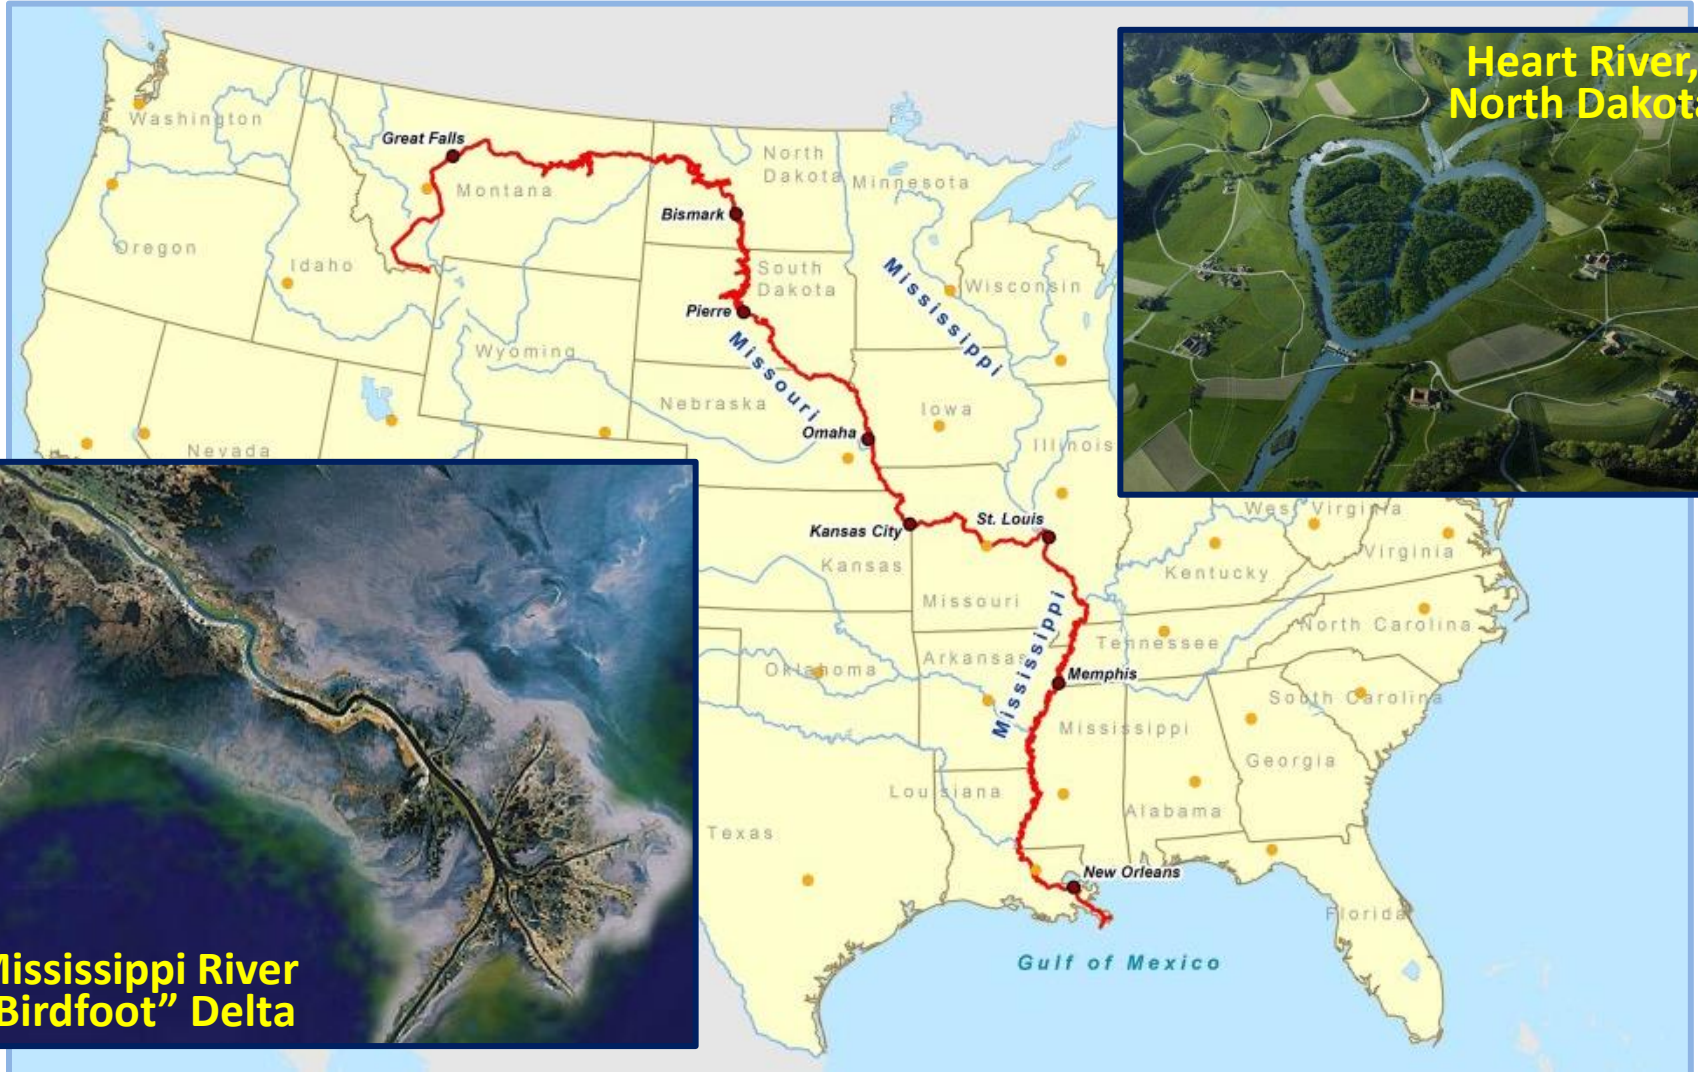 Heart River,
North Dakota
Washington
Great Falls
Montana
North
Dakota
Minnesota
Bismark
Oregon
Idaho
South
Dakota
Mississippi
Wisconsin
Pierre
Missouri
Wyoming
Nebraska
Iowa
Omaha
Illinois
Nevada
Kansas City
St. Louis
West Virginia
Virginia
Kansas
Kentucky
Missouri
Mississippi
North Carolina
Tennessee
Arkansas
Oklahoma
Memphis
South Carolina
Mississippi
Georgia
Louisiana
Alabama
Texas
New Orleans
Florida
Gulf of Mexico
Mississippi River
Birdfoot” Delta